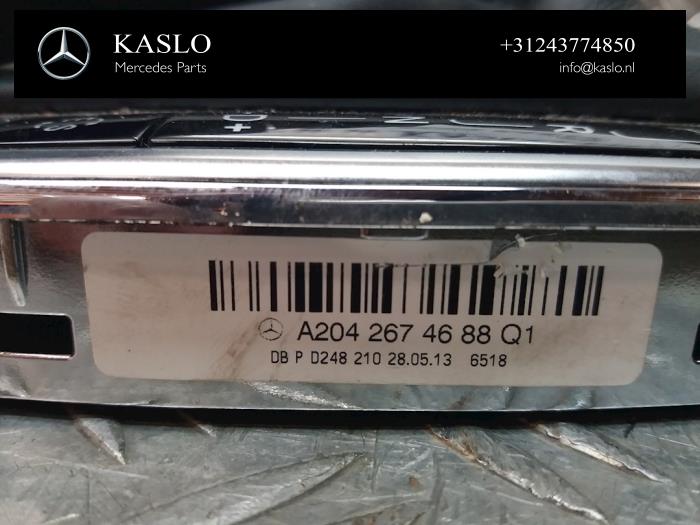 KASLO
Mercedes Parts
+31243774850
info@kaslo.nl
D + N R
A204 267 46 88 Q1
DB P D248 210 28.05.13 6518